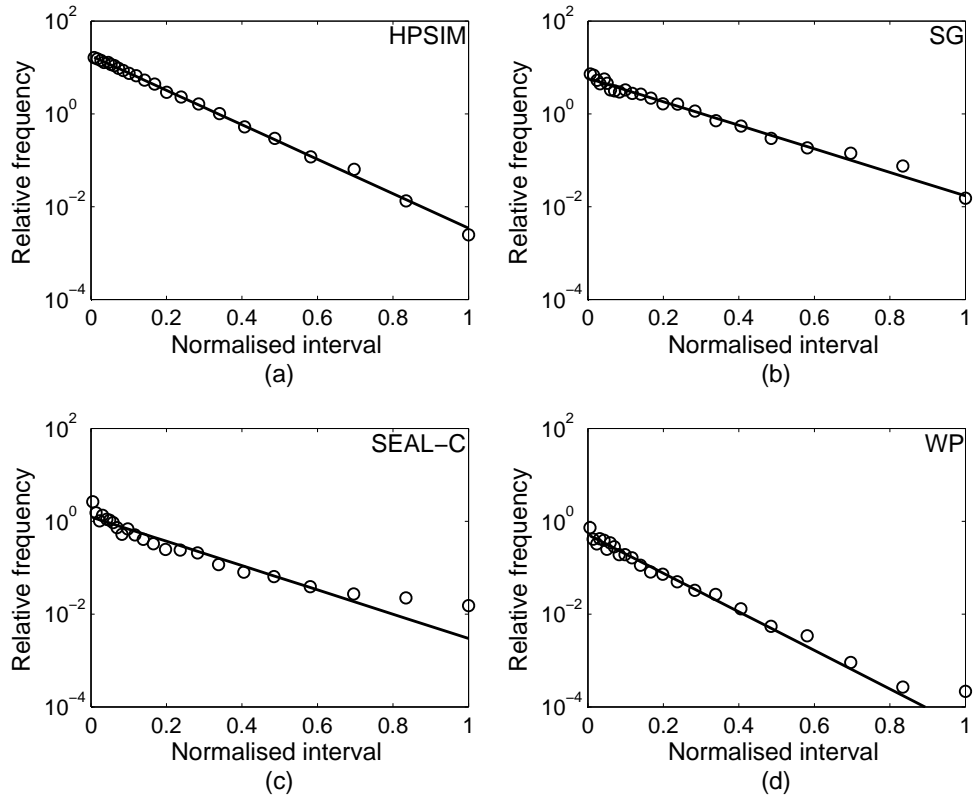 HPSIM
10^2
10^0
10^-2
10^-4
Relative frequency
0 0.2 0.4 0.6 0.8 1
Normalised interval
(a)
SG
10^2
10^0
10^-2
10^-4
Relative frequency
0 0.2 0.4 0.6 0.8 1
Normalised interval
(b)
SEAL−C
10^2
10^0
10^-2
10^-4
Relative frequency
0 0.2 0.4 0.6 0.8 1
Normalised interval
(c)
WP
10^2
10^0
10^-2
10^-4
Relative frequency
0 0.2 0.4 0.6 0.8 1
Normalised interval
(d)